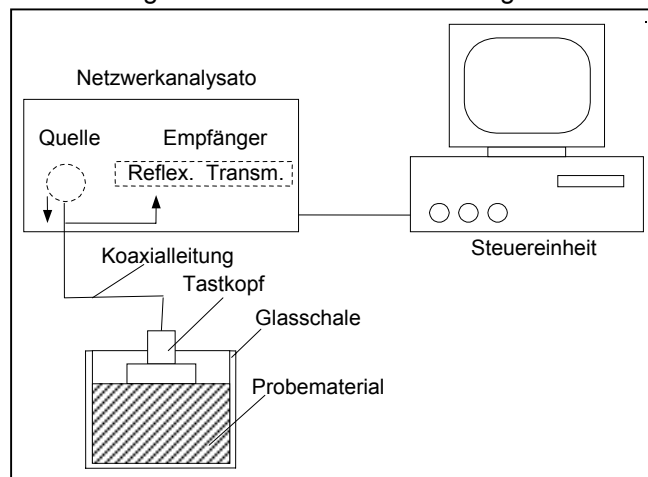 Netzwerkanalysato
Quelle Empfänger
Reflex. Transm.
Steuereinheit
Koaxialleitung
Tastkopf
Glasschale
Probematerial